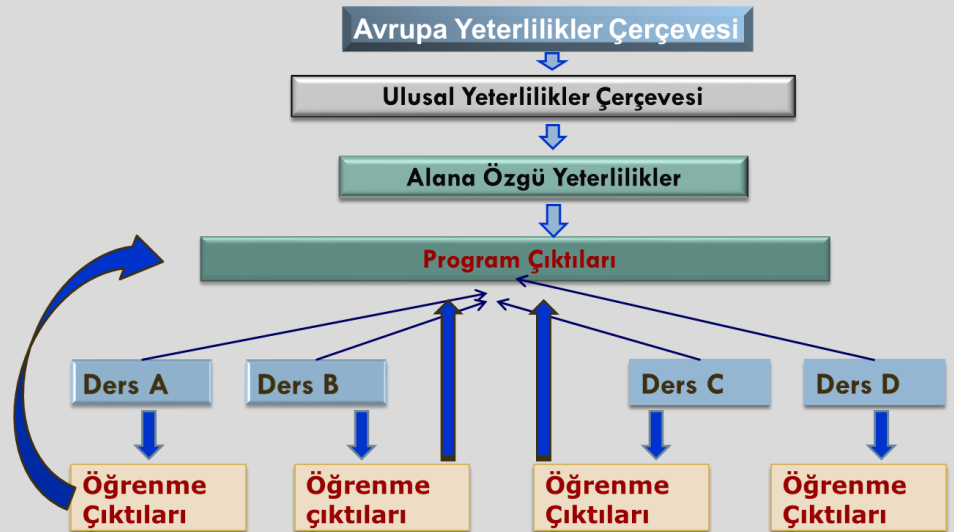 Avrupa Yeterlilikler Çerçevesi
Ulusal Yeterlilikler Çerçevesi
Alana Özgü Yeterlilikler
Program Çıktıları
Ders A
Ders B
Ders C
Ders D
Öğrenme
Çıktıları
Öğrenme
çıktıları
Öğrenme
Çıktıları
Öğrenme
Çıktıları